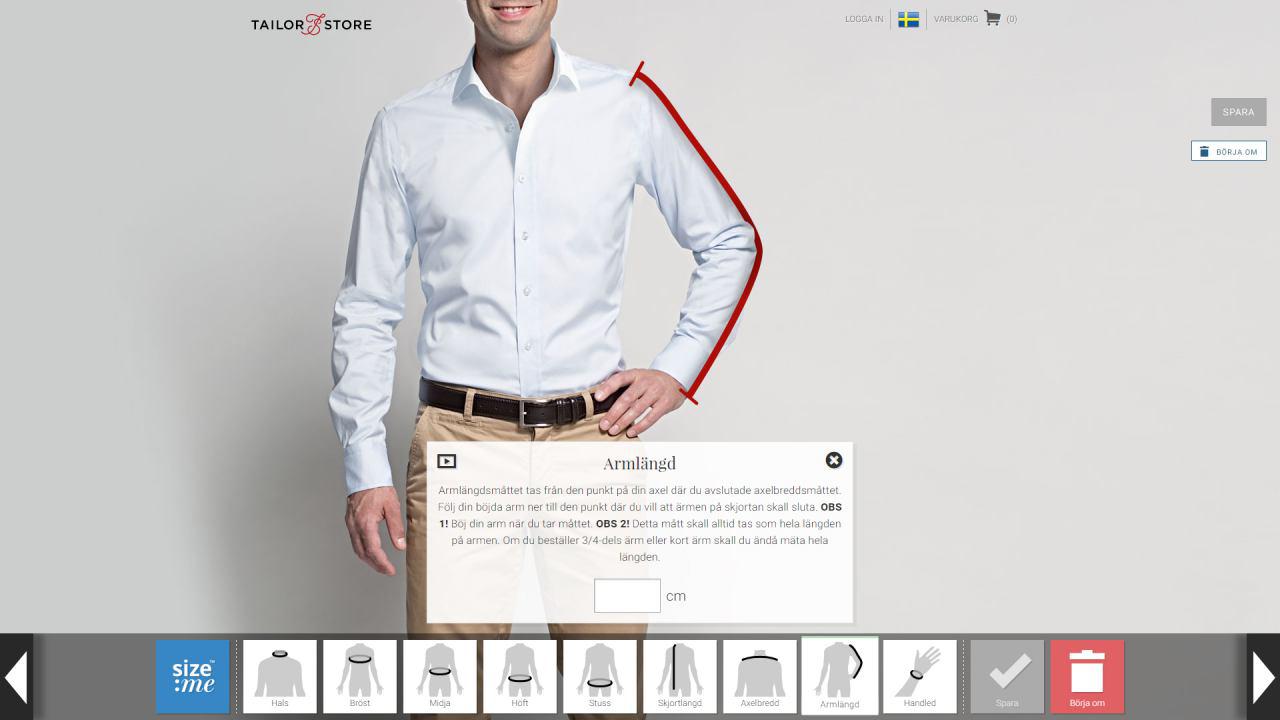 TAILOR STORE
LOGGA IN
VARUKORG (0)
SPARA
BÖRJA OM
Armlängd
Armlängdsmåttet tas från den punkt på din axel där du avslutade axelbreddsmåttet.
Följ din böjda arm ner till den punkt där du vill att ärmen på skjortan skall sluta. OBS
1! Böj din arm när du tar måttet. OBS 2! Detta mått skall alltid tas som hela längden
på armen. Om du beställer 3/4-dels ärm eller kort ärm skall du ändå mäta hela
längden.
cm
size
:me™
Hals
Bröst
Midja
Höft
Stuss
Skjortlängd
Axelbredd
Armlängd
Handled
Spara
Börja om